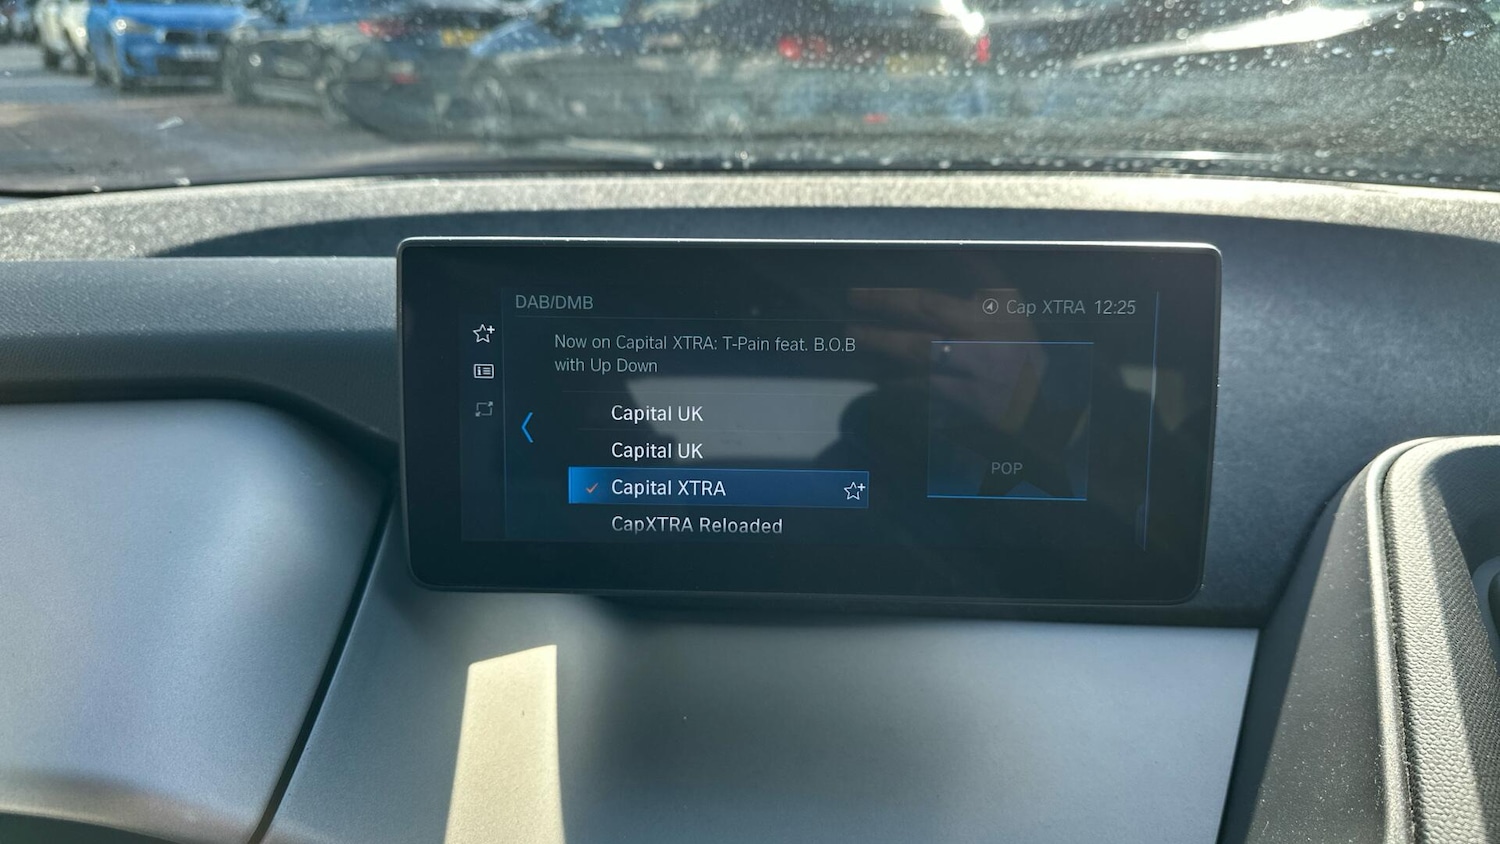 DAB/DMB
Cap XTRA 12:25
Now on Capital XTRA: T-Pain feat. B.O.B
with Up Down
Capital UK
Capital UK
Capital XTRA
CapXTRA Reloaded
POP